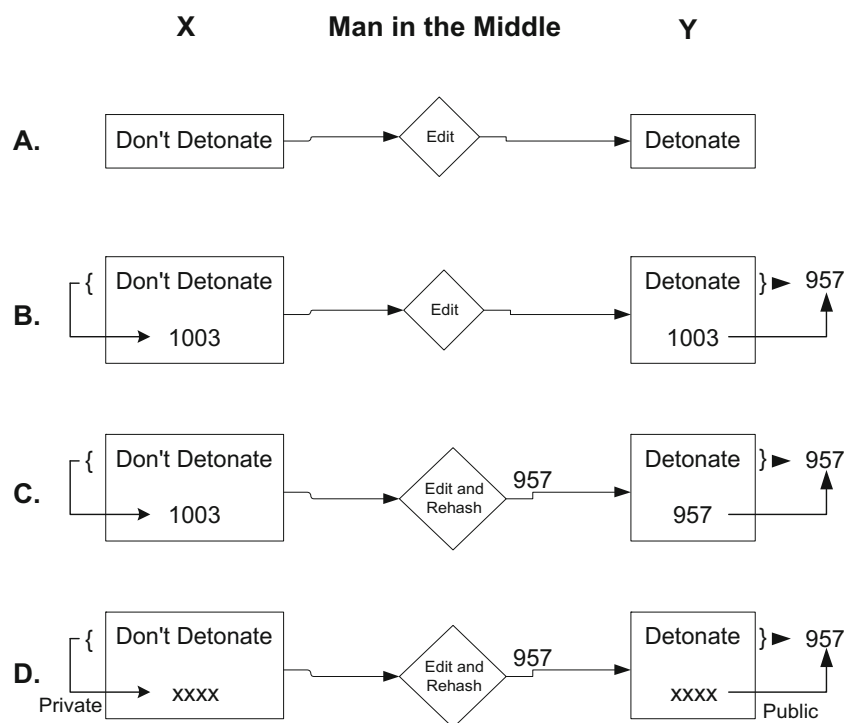 X Man in the Middle Y
A. Don't Detonate Edit Detonate
{ Don't Detonate Detonate } 957
B. Edit
1003 1003
{ Don't Detonate 957 Detonate } 957
C. Edit and Rehash
1003 957
{ Don't Detonate 957 Detonate } 957
D. Edit and Rehash
Private xxxx xxxx Public